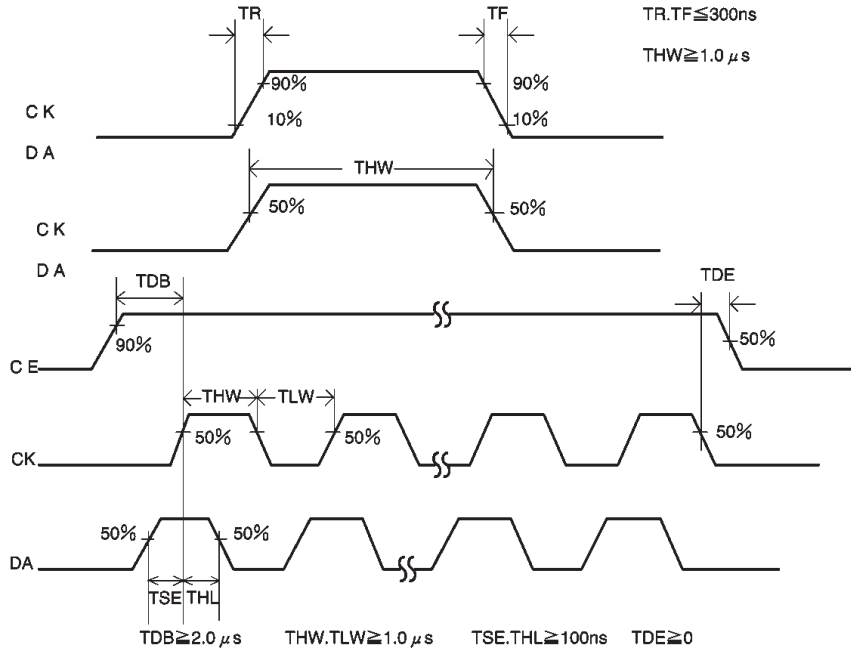 TR TF TR.TF≦300ns
THW≧1.0 μs
90% 90%
CK 10% 10%
DA
THW
50% 50%
CK
DA
TDB TDE
90% 50%
CE
THW TLW
50% 50% 50%
CK
50% 50%
DA
TSE THL
TDB≧2.0 μs THW.TLW≧1.0 μs TSE.THL≧100ns TDE≧0